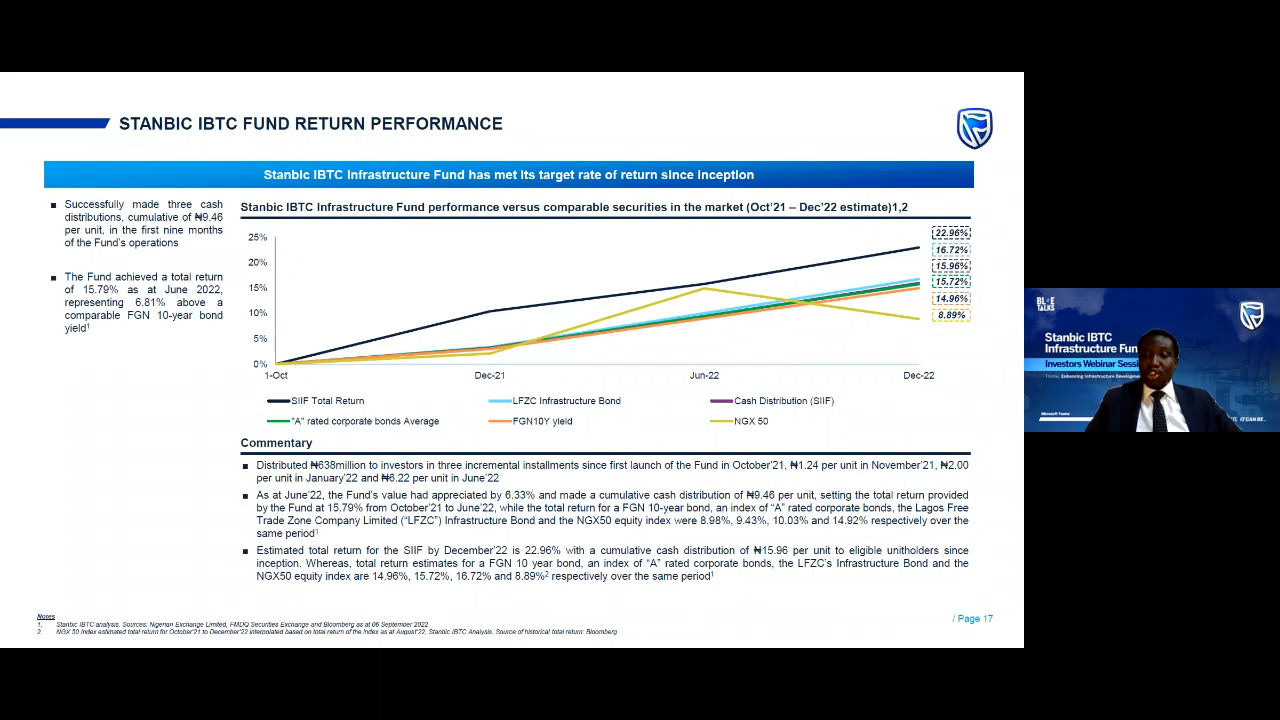 STANBIC IBTC FUND RETURN PERFORMANCE
Stanbic IBTC Infrastructure Fund has met its target rate of return since inception
Successfully made three cash
distributions, cumulative of ₦9.46
per unit, in the first nine months
of the Fund's operations
The Fund achieved a total return
of 15.79% as at June 2022,
representing 6.81% above a
comparable FGN 10-year bond
yield1
Stanbic IBTC Infrastructure Fund performance versus comparable securities in the market (Oct'21 – Dec'22 estimate)1,2
25%
20%
15%
10%
5%
0%
1-Oct
Dec-21
Jun-22
Dec-22
22.96%
16.72%
15.96%
15.72%
14.96%
8.89%
SIIF Total Return
LFZC Infrastructure Bond
Cash Distribution (SIIF)
"A" rated corporate bonds Average
FGN10Y yield
NGX 50
Commentary
Distributed ₦638million to investors in three incremental installments since first launch of the Fund in October'21, ₦1.24 per unit in November'21, ₦2.00
per unit in January'22 and ₦6.22 per unit in June'22
As at June'22, the Fund's value had appreciated by 6.33% and made a cumulative cash distribution of ₦9.46 per unit, setting the total return provided
by the Fund at 15.79% from October'21 to June'22, while the total return for a FGN 10-year bond, an index of "A" rated corporate bonds, the Lagos Free
Trade Zone Company Limited ("LFZC") Infrastructure Bond and the NGX50 equity index were 8.98%, 9.43%, 10.03% and 14.92% respectively over the
same period1
Estimated total return for the SIIF by December'22 is 22.96% with a cumulative cash distribution of ₦15.96 per unit to eligible unitholders since
inception. Whereas, total return estimates for a FGN 10 year bond, an index of "A" rated corporate bonds, the LFZC's Infrastructure Bond and the
NGX50 equity index are 14.96%, 15.72%, 16.72% and 8.89%2 respectively over the same period1
Notes
1. Stanbic IBTC analysis. Sources: Nigerian Exchange Limited, FMDQ Securities Exchange and Bloomberg as at 06 September 2022
2. NGX 50 Index estimated total return for October'21 to December'22 interpolated based on total return of the Index as at August'22, Stanbic IBTC Analysis. Source of historical total return: Bloomberg
/ Page 17
BLUE
TALKS
Stanbic IBTC
Infrastructure Fun
Investors Webinar Sessi
Theme: Enhancing Infrastructure Developmen
Microsoft Teams
IT CAN BE.